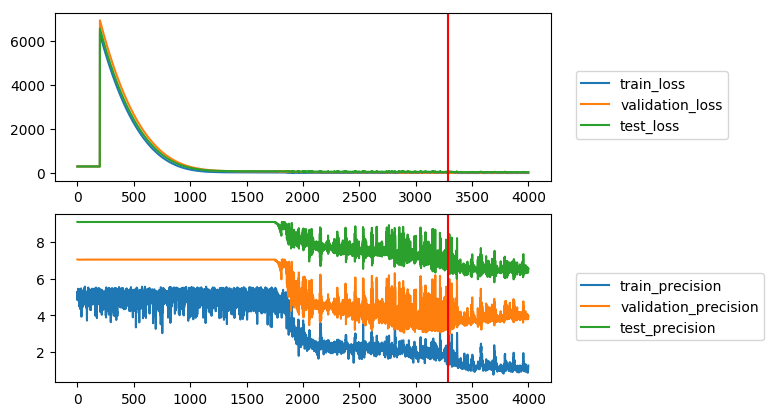 6000
4000
2000
0
0 500 1000 1500 2000 2500 3000 3500 4000
train_loss
validation_loss
test_loss
8
6
4
2
0 500 1000 1500 2000 2500 3000 3500 4000
train_precision
validation_precision
test_precision